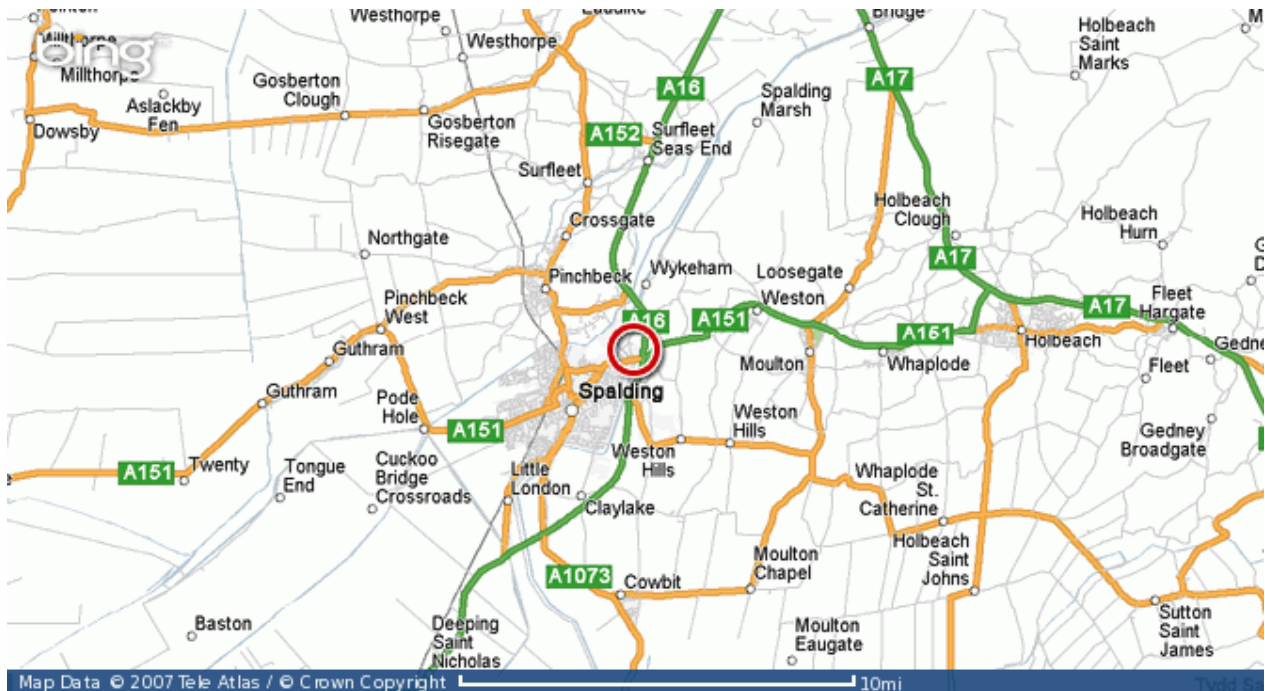 Westhorpe
Bridge
Holbeach
Saint
Marks
bing
Millthorpe
Westhorpe
A16
A17
Millthorpe
Gosberton
Clough
Spalding
Marsh
Aslackby
Fen
Dowsby
Gosberton
Risegate
A152
Surfleet
Seas End
Surfleet
Holbeach
Clough
Holbeach
Hurn
Crossgate
Northgate
A17
Pinchbeck
Wykeham
Loosegate
Weston
Pinchbeck
West
A17
Fleet
Hargate
A16
A151
A151
Holbeach
Guthram
Moulton
Whaplode
Fleet
Guthram
Spalding
Pode
Hole
A151
Weston
Hills
Gedney
Broadgate
A151
Twenty
Tongue
End
Cuckoo
Bridge
Crossroads
Little
London
Weston
Hills
Whaplode
St.
Catherine
Claylake
Holbeach
Saint
Johns
A1073
Cowbit
Moulton
Chapel
Baston
Deeping
Saint
Nicholas
Moulton
Eaugate
Sutton
Saint
James
Map Data © 2007 Tele Atlas / © Crown Copyright
10mi